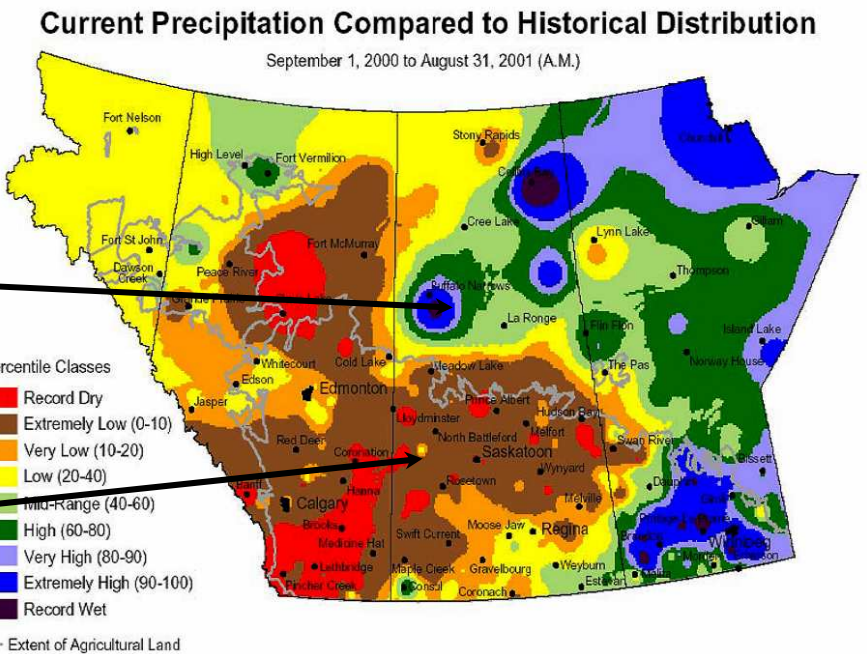 Current Precipitation Compared to Historical Distribution
September 1, 2000 to August 31, 2001 (A.M.)
Fort Nelson
Stony Rapids
High Level
Fort Vermilion
Cree Lake
Lynn Lake
Gillam
Fort St John
Fort McMurray
Dawson
Creek
Peace River
Thompson
Buffalo Narrows
La Ronge
Flin Flon
Island Lake
Norway House
Whitecourt
Cold Lake
Meadow Lake
The Pas
Edson
Edmonton
Jasper
Lloydminster
Prince Albert
Hudson Bay
Melfort
North Battleford
Swan River
Red Deer
Coronation
Saskatoon
Wynyard
Bissett
Banff
Hanna
Rosetown
Dauphin
Calgary
Melville
Brooks
Moose Jaw
Regina
Swift Current
Medicine Hat
Winnipeg
Lethbridge
Maple Creek
Gravelbourg
Weyburn
Pincher Creek
Consul
Coronach
Estevan
ercentile Classes
Record Dry
Extremely Low (0-10)
Very Low (10-20)
Low (20-40)
Mid-Range (40-60)
High (60-80)
Very High (80-90)
Extremely High (90-100)
Record Wet
Extent of Agricultural Land